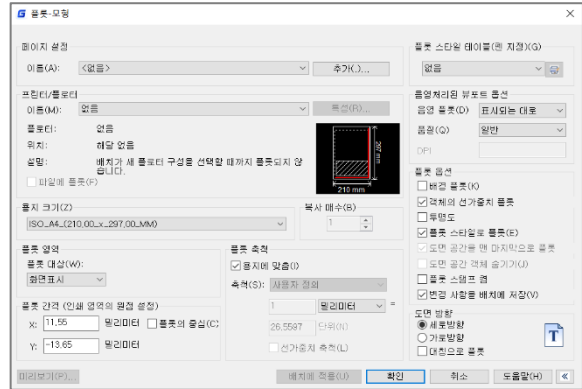 플롯-모형
페이지 설정
이름(A): <없음> 추가(.)...
프린터/플로터
이름(M): 없음 특성(R)...
플로터: 없음
위치: 해당 없음
설명: 배치가 새 플로터 구성을 선택할 때까지 플롯되지 않
습니다.
파일에 플롯(F)
297 mm
210 mm
용지 크기(Z)
ISO_A4_(210.00_x_297.00_MM)
복사 매수(B)
1
플롯 영역
플롯 대상(W):
화면표시
플롯 간격 (인쇄 영역의 원점 설정)
X: 11.55 밀리미터 플롯의 중심(C)
Y: -13.65 밀리미터
플롯 축척
용지에 맞춤(I)
축척(S): 사용자 정의
1 밀리미터 =
26.5597 단위(N)
선가중치 축척(L)
플롯 스타일 테이블(펜 지정)(G)
없음
음영처리된 뷰포트 옵션
음영 플롯(D) 표시되는 대로
품질(Q) 일반
DPI
플롯 옵션
배경 플롯(K)
객체의 선가중치 플롯
투명도
플롯 스타일로 플롯(E)
도면 공간을 맨 마지막으로 플롯
도면 공간 객체 숨기기(J)
플롯 스탬프 켬
변경 사항을 배치에 저장(V)
도면 방향
세로방향
가로방향
대칭으로 플롯
미리보기(P)... 배치에 적용(U) 확인 취소 도움말(H)